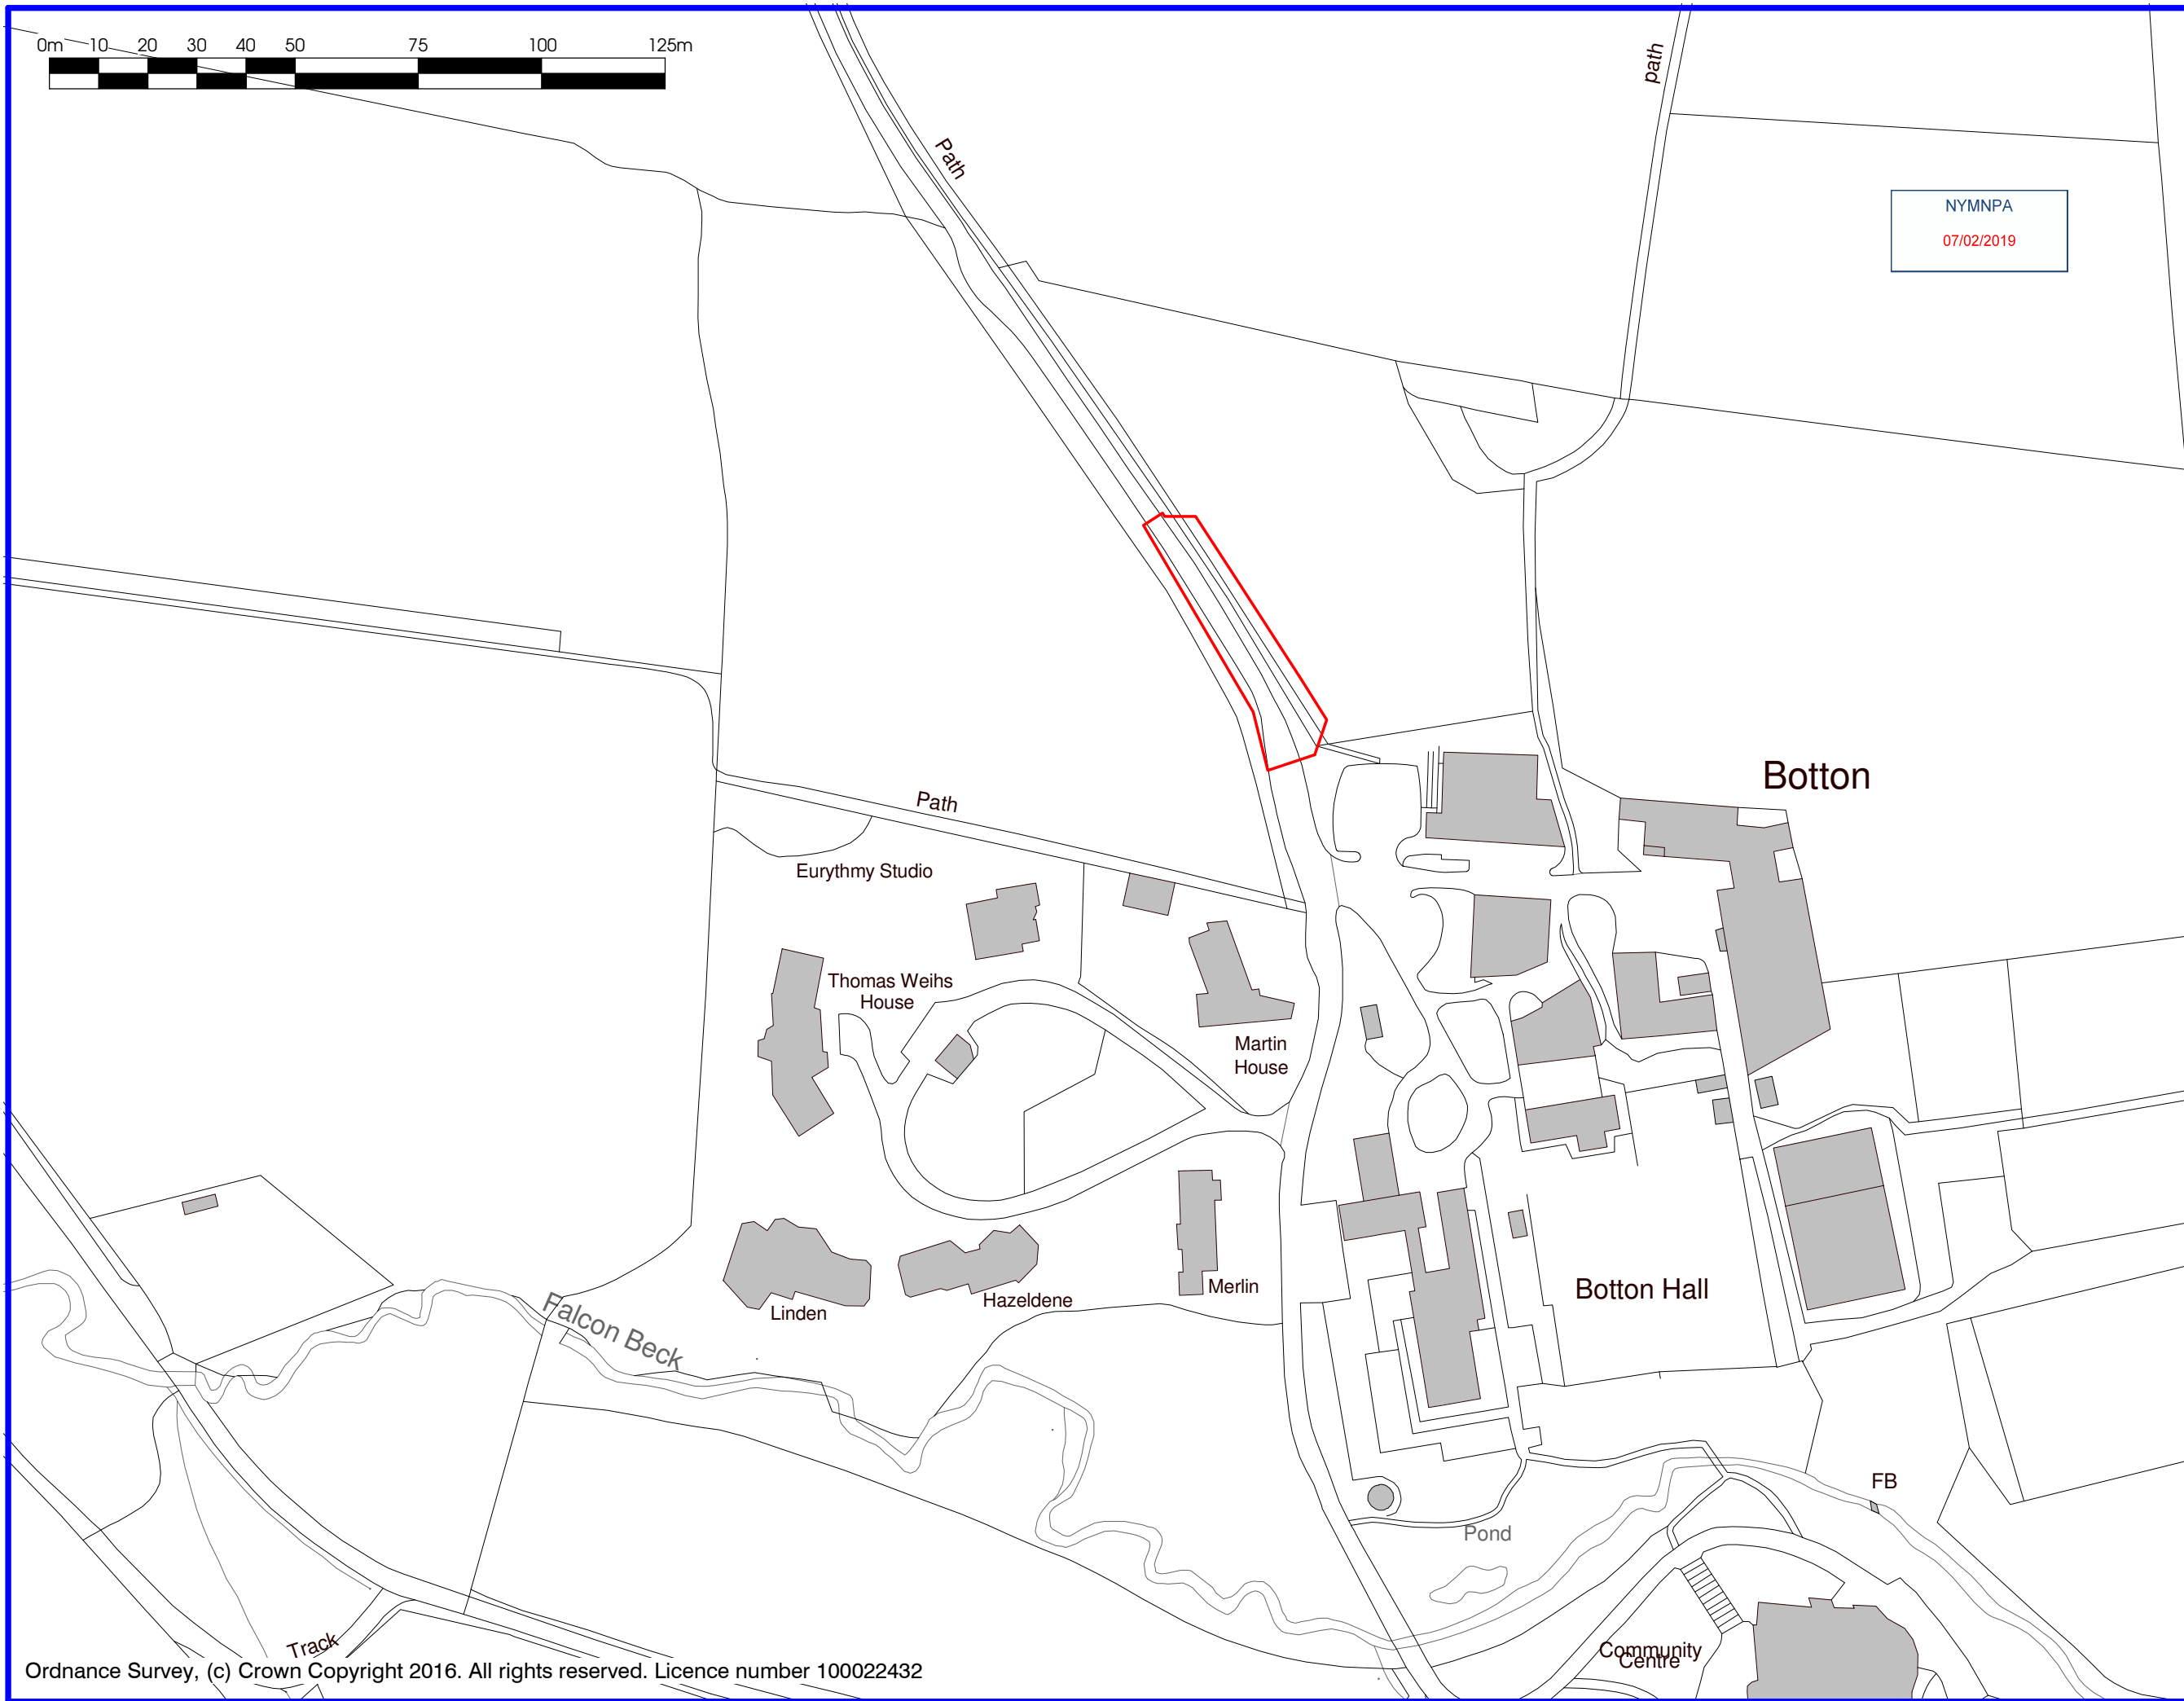 0m 10 20 30 40 50 75 100 125m
path
Path
NYMNPA
07/02/2019
Botton
Path
Eurythmy Studio
Thomas Weihs
House
Martin
House
Merlin
Botton Hall
Hazeldene
Linden
Falcon Beck
FB
Pond
Track
Community
Centre
Ordnance Survey, (c) Crown Copyright 2016. All rights reserved. Licence number 100022432